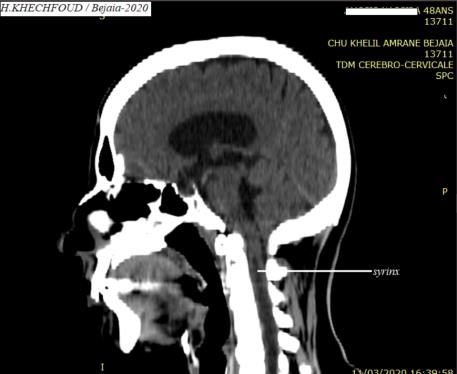 H.KHECHFOUD / Bejaia-2020
48ANS
13711
CHU KHELIL AMRANE BEJAIA
13711
TDM CEREBRO-CERVICALE
SPC
P
syrinx
I
11/03/2020 16:39:58